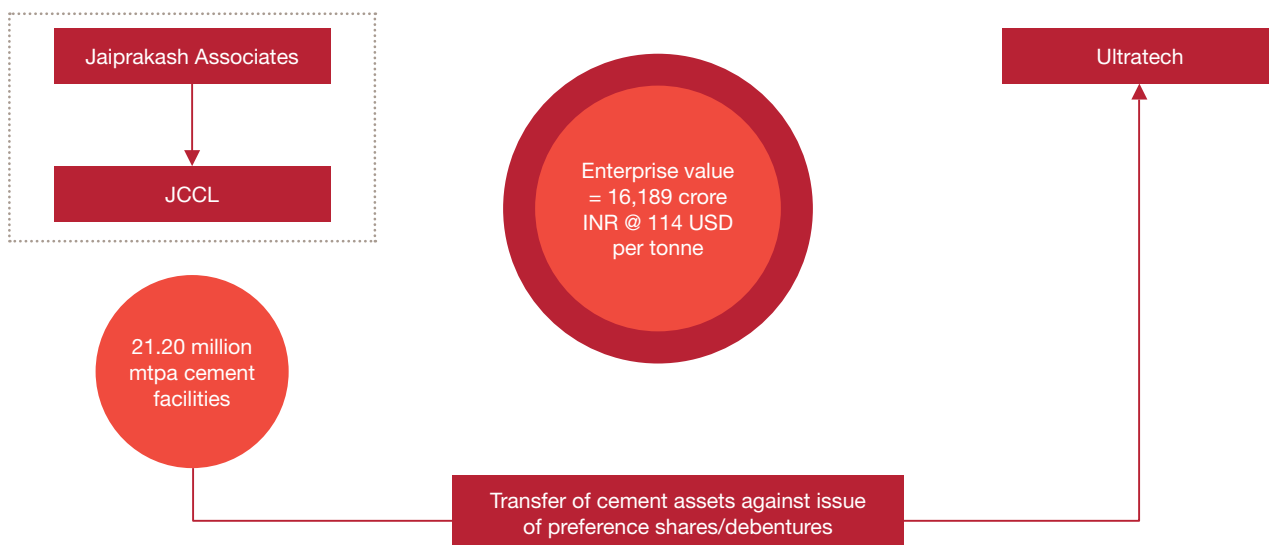 Jaiprakash Associates
JCCL
Enterprise value
= 16,189 crore
INR @ 114 USD
per tonne
Ultratech
21.20 million
mtpa cement
facilities
Transfer of cement assets against issue
of preference shares/debentures